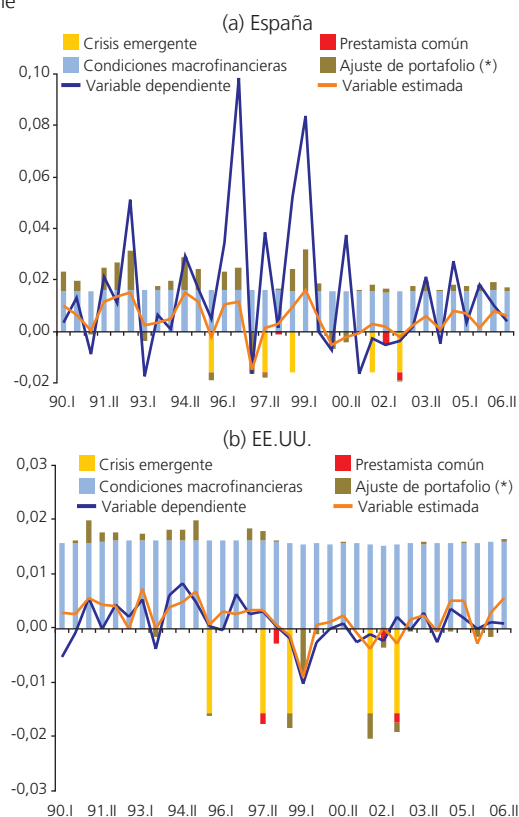 (a) España
Crisis emergente
Prestamista común
Condiciones macrofinancieras
Ajuste de portafolio (*)
Variable dependiente
Variable estimada
0,10
0,08
0,06
0,04
0,02
0,00
-0,02
90.I 91.II 93.I 94.II 96.I 97.II 99.I 00.II 02.I 03.II 05.I 06.II
(b) EE.UU.
0,03
Crisis emergente
Prestamista común
Condiciones macrofinancieras
Ajuste de portafolio (*)
Variable dependiente
Variable estimada
0,02
0,01
0,00
-0,01
-0,02
-0,03
90.I 91.II 93.I 94.II 96.I 97.II 99.I 00.II 02.I 03.II 05.I 06.II